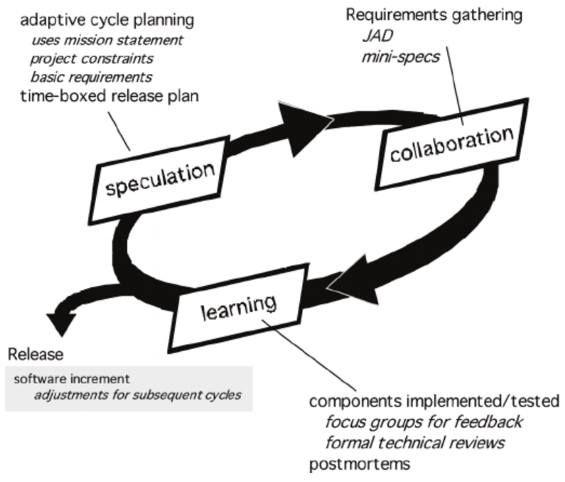 adaptive cycle planning
uses mission statement
project constraints
basic requirements
time-boxed release plan
Requirements gathering
JAD
mini-specs
speculation
collaboration
learning
Release
software increment
adjustments for subsequent cycles
components implemented/tested
focus groups for feedback
formal technical reviews
postmortems